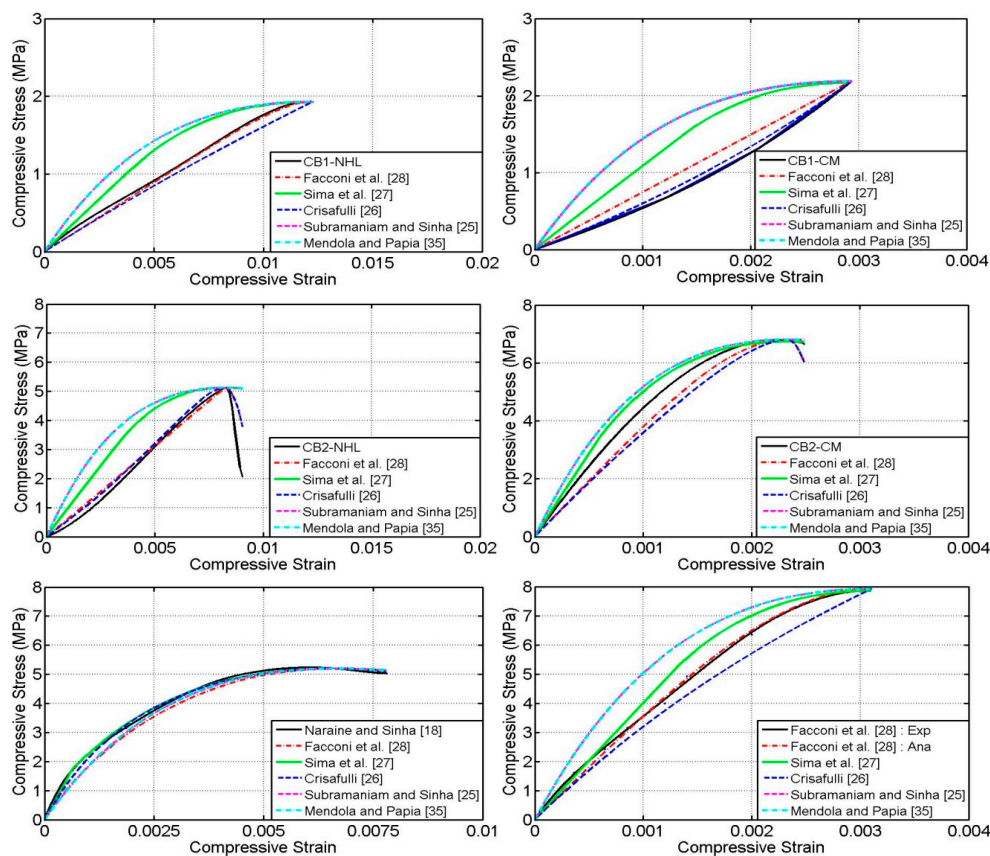 3
2
1
0
0
0.005
0.01
0.015
0.02
Compressive Strain
Compressive Stress (MPa)
CB1-NHL
Facconi et al. [28]
Sima et al. [27]
Crisafulli [26]
Subramaniam and Sinha [25]
Mendola and Papia [35]
3
2
1
0
0
0.001
0.002
0.003
0.004
Compressive Strain
Compressive S Stress (MPa)
CB1-CM
Facconi et al. [28]
Sima et al. [27]
Crisafulli [26]
Subramaniam and Sinha [25]
Mendola and Papia [35]
8
7
6
5
4
3
2
1
0
0
0.005
0.01
0.015
0.02
Compressive Strain
Compressive Stress (MPa)
CB2-NHL
Facconi et al. [28]
Sima et al. [27]
Crisafulli [26]
Subramaniam and Sinha [25]
Mendola and Papia [35]
8
7
6
5
4
3
2
1
0
0
0.001
0.002
0.003
0.004
Compressive Strain
Compressive Stress (MPa)
CB2-CM
Facconi et al. [28]
Sima et al. [27]
Crisafulli [26]
Subramaniam and Sinha [25]
Mendola and Papia [35]
8
7
6
5
4
3
2
1
0
0
0.0025
0.005
0.0075
0.01
Compressive Strain
Compressive Stress (MPa)
Naraine and Sinha [18]
Facconi et al. [28]
Sima et al. [27]
Crisafulli [26]
Subramaniam and Sinha [25]
Mendola and Papia [35]
8
7
6
5
4
3
2
1
0
0
0.001
0.002
0.003
0.004
Compressive Strain
Compressive Stress (MPa)
Facconi et al. [28] : Exp
Facconi et al. [28] : Ana
Sima et al. [27]
Crisafulli [26]
Subramaniam and Sinha [25]
Mendola and Papia [35]